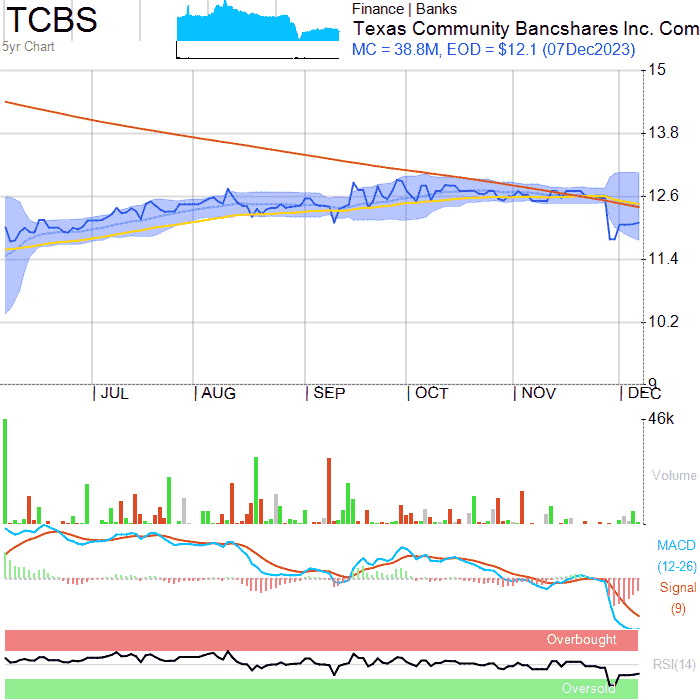 TCBS
5yr Chart
Finance | Banks
Texas Community Bancshares Inc. Com
MC = 38.8M, EOD = $12.1 (07Dec2023)
15
13.8
12.6
11.4
10.2
9
JUL
AUG
SEP
OCT
NOV
DEC
46k
Volume
MACD
(12-26)
Signal
(9)
Overbought
RSI(14)
Oversold